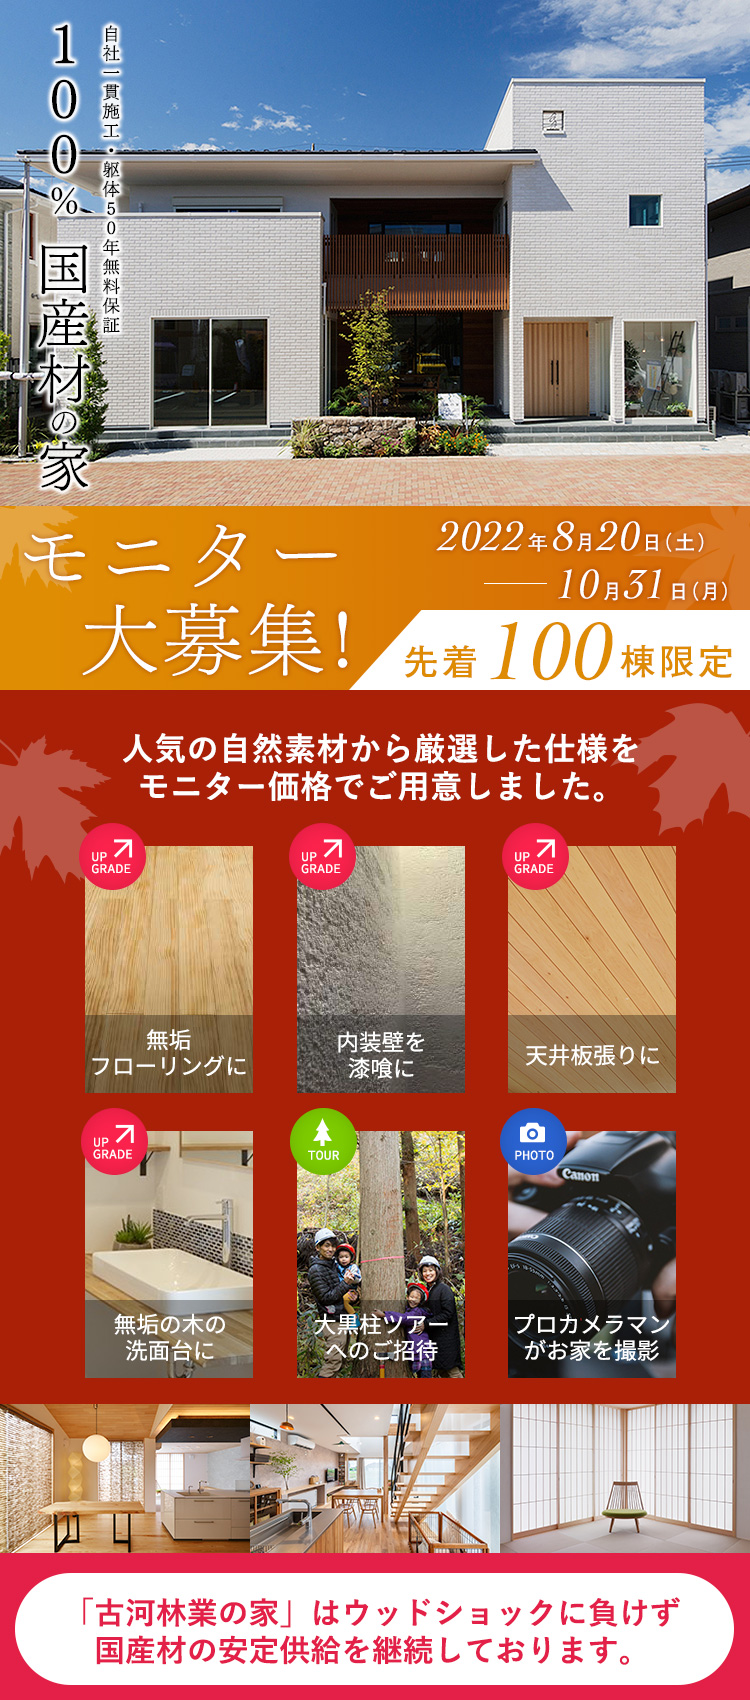 自社一貫施工・躯体50年無料保証
100%国産材の家
モニター
大募集!
2022年8月20日(土)
10月31日(月)
先着100棟限定
人気の自然素材から厳選した仕様を
モニター価格でご用意しました。
UP
GRADE
無垢
フローリングに
UP
GRADE
内装壁を
漆喰に
UP
GRADE
天井板張りに
UP
GRADE
無垢の木の
洗面台に
TOUR
大黒柱ツアー
へのご招待
PHOTO
Canon
プロカメラマン
がお家を撮影
「古河林業の家」はウッドショックに負けず
国産材の安定供給を継続しております。